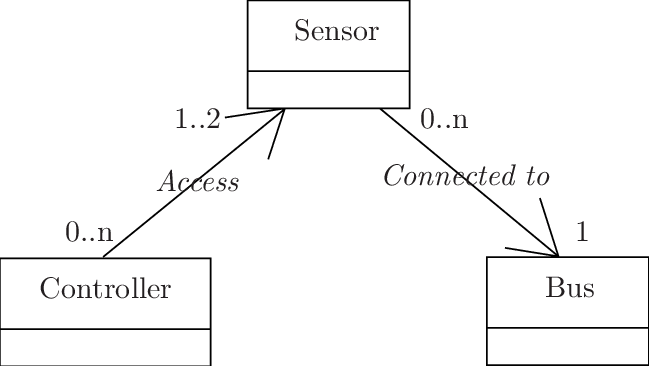 Sensor
1..2
0..n
Access
Connected to
0..n
1
Controller
Bus